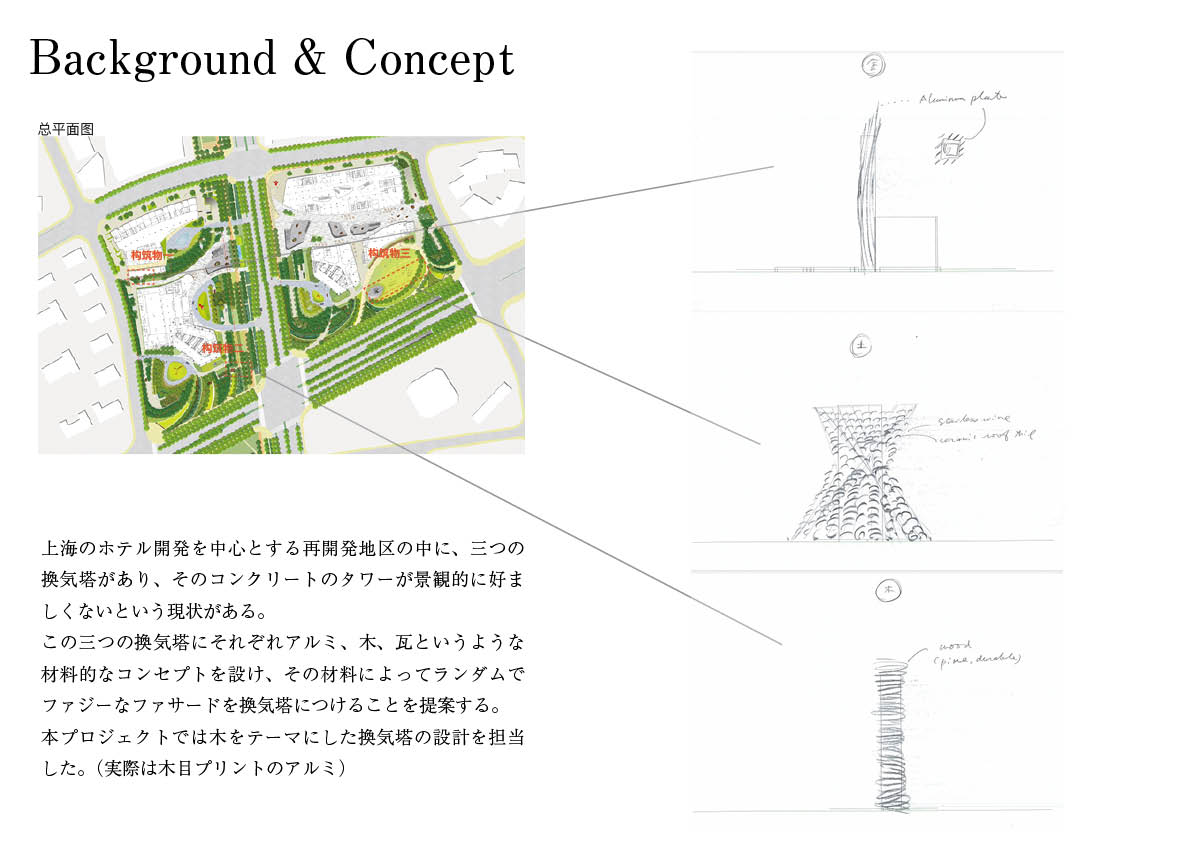 Background & Concept
总平面图
构筑物一
构筑物三
构筑物二
上海のホテル開発を中心とする再開発地区の中に、三つの
換気塔があり、そのコンクリートのタワーが景観的に好ま
しくないという現状がある。
この三つの換気塔にそれぞれアルミ、木、瓦というような
材料的なコンセプトを設け、その材料によってランダムで
ファジーなファサードを換気塔につけることを提案する。
本プロジェクトでは木をテーマにした換気塔の設計を担当
した。（実際は木目プリントのアルミ）
金
Aluminum plate
土
ceramic roof
木
wood
(pine, durable)